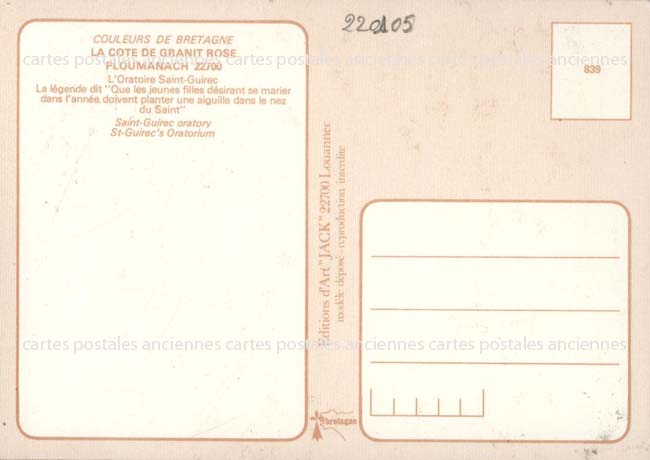 COULEURS DE BRETAGNE
LA COTE DE GRANIT ROSE
PLOUMANACH 22700
L'Oratoire Saint-Guirec
La légende dit "Que les jeunes filles désirant se marier
dans l'année, doivent planter une aiguille dans le nez
du Saint"
Saint-Guirec oratory
St-Guirec's Oratorium
220105
839
cartes postales anciennes cartes postales anciennes cartes postales anciennes
Editions d'Art "JACK" 22700 Louannec
modèle déposé - reproduction interdite
cartes postales anciennes cartes postales anciennes cartes postales anciennes
bretagne